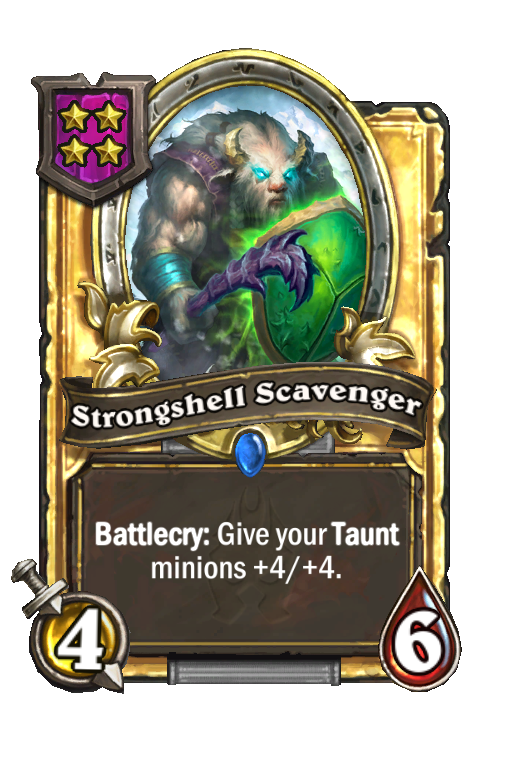 Strongshell Scavenger
Battlecry: Give your Taunt
minions +4/+4.
4
6